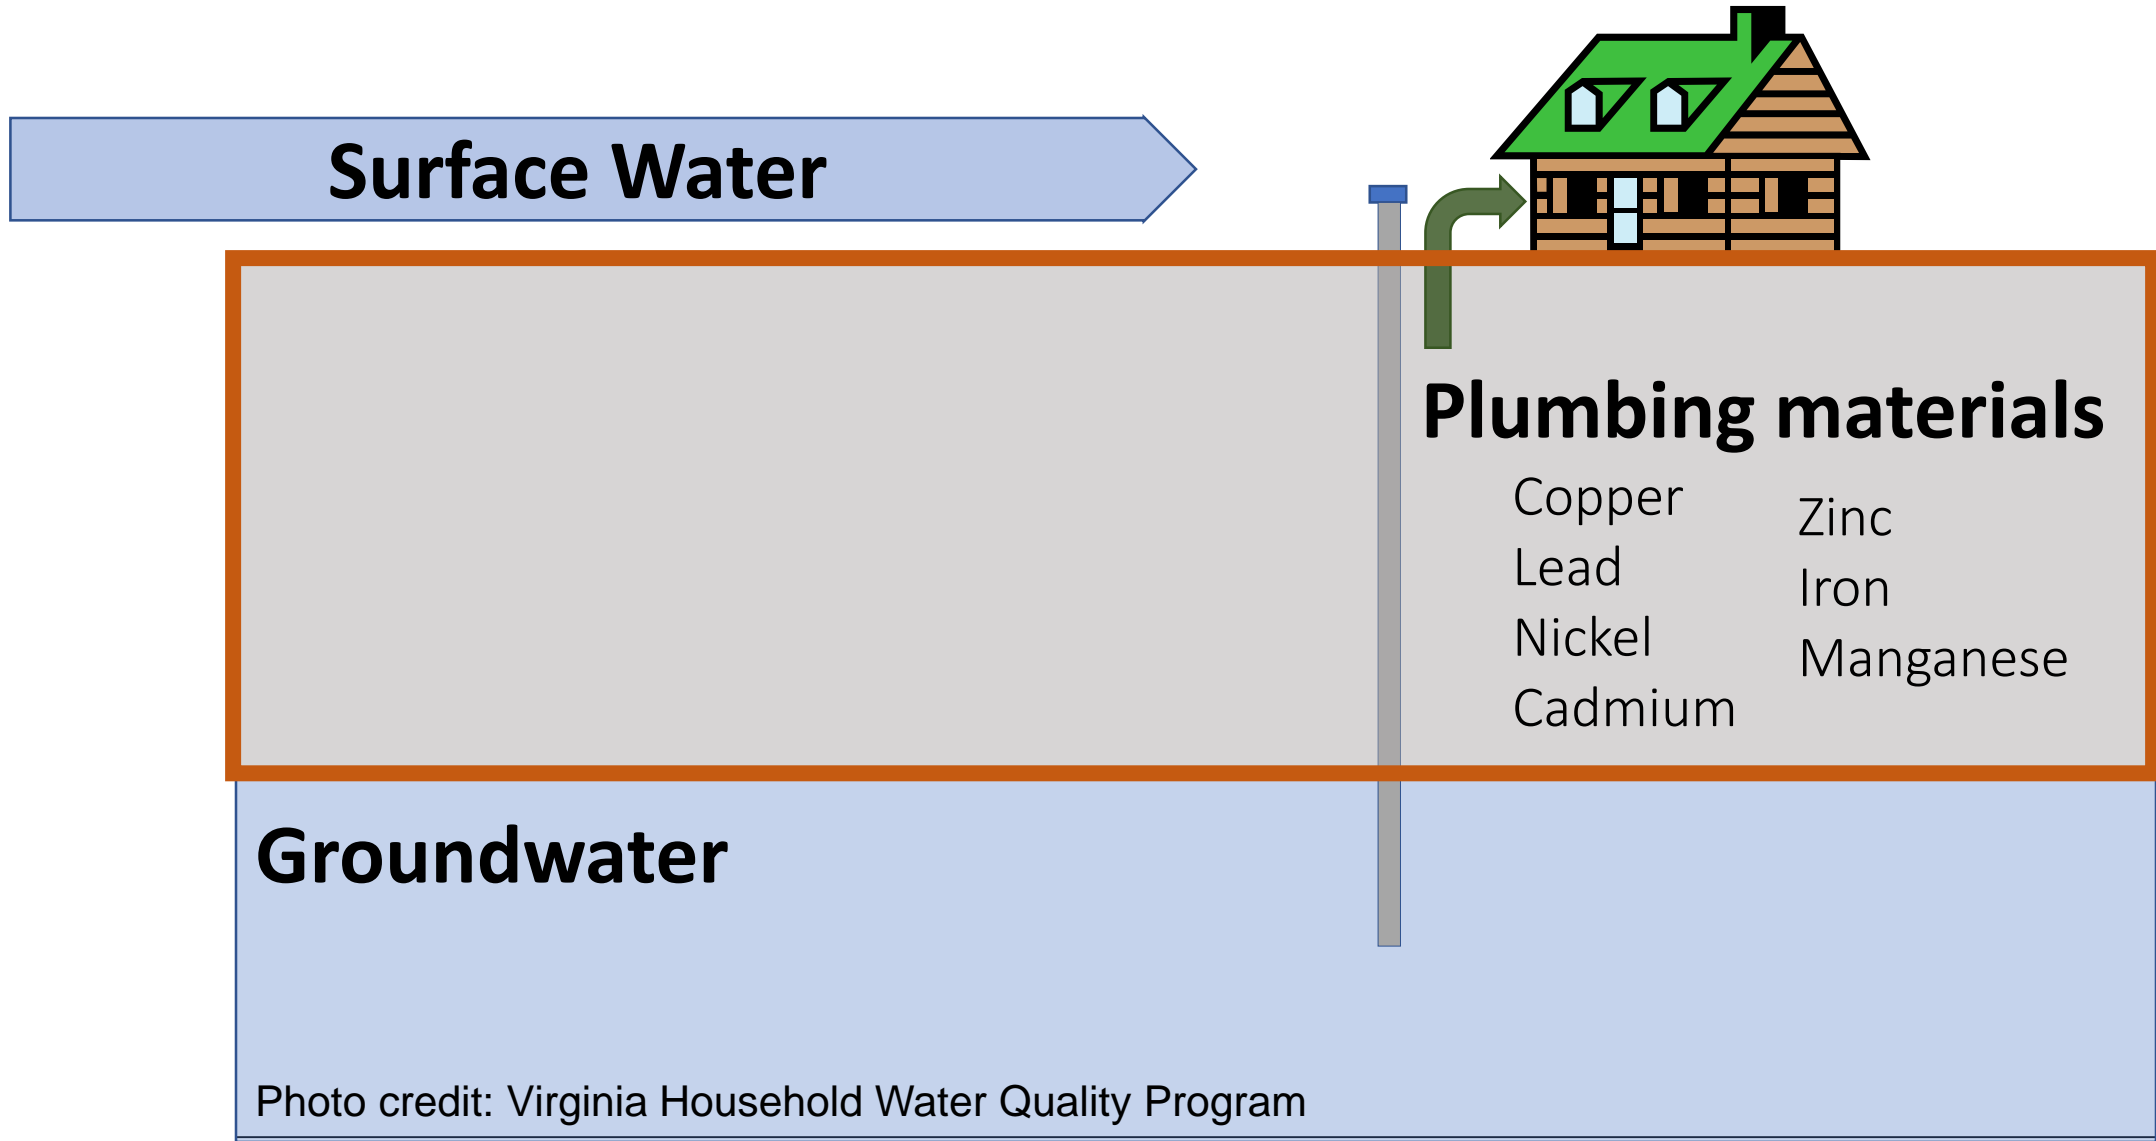 Surface Water
Plumbing materials
Copper
Lead
Nickel
Cadmium
Zinc
Iron
Manganese
Groundwater
Photo credit: Virginia Household Water Quality Program